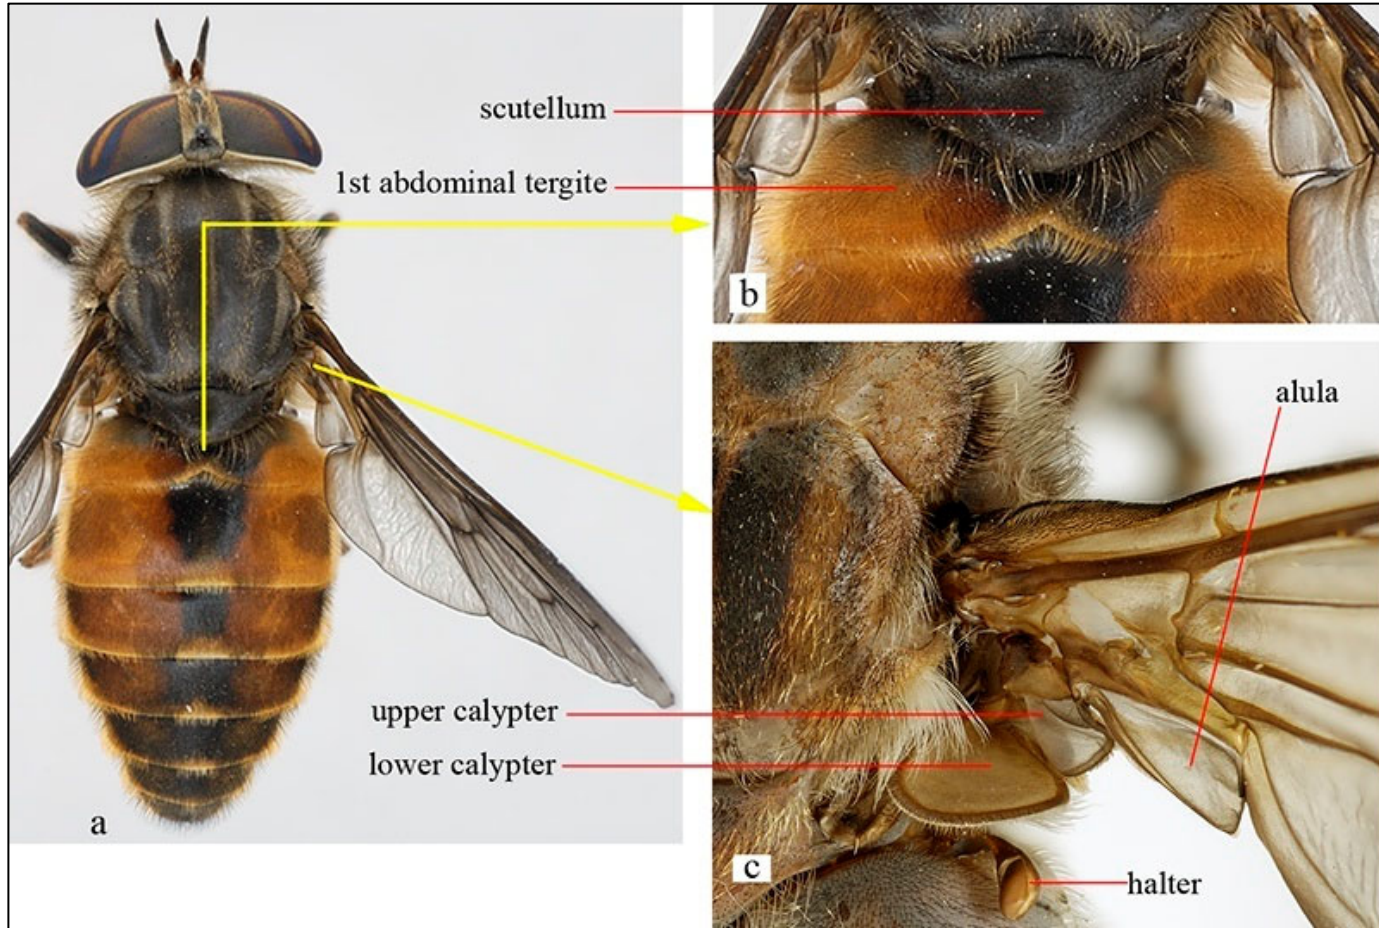 scutellum
1st abdominal tergite
b
alula
upper calypter
lower calypter
a
c
halter